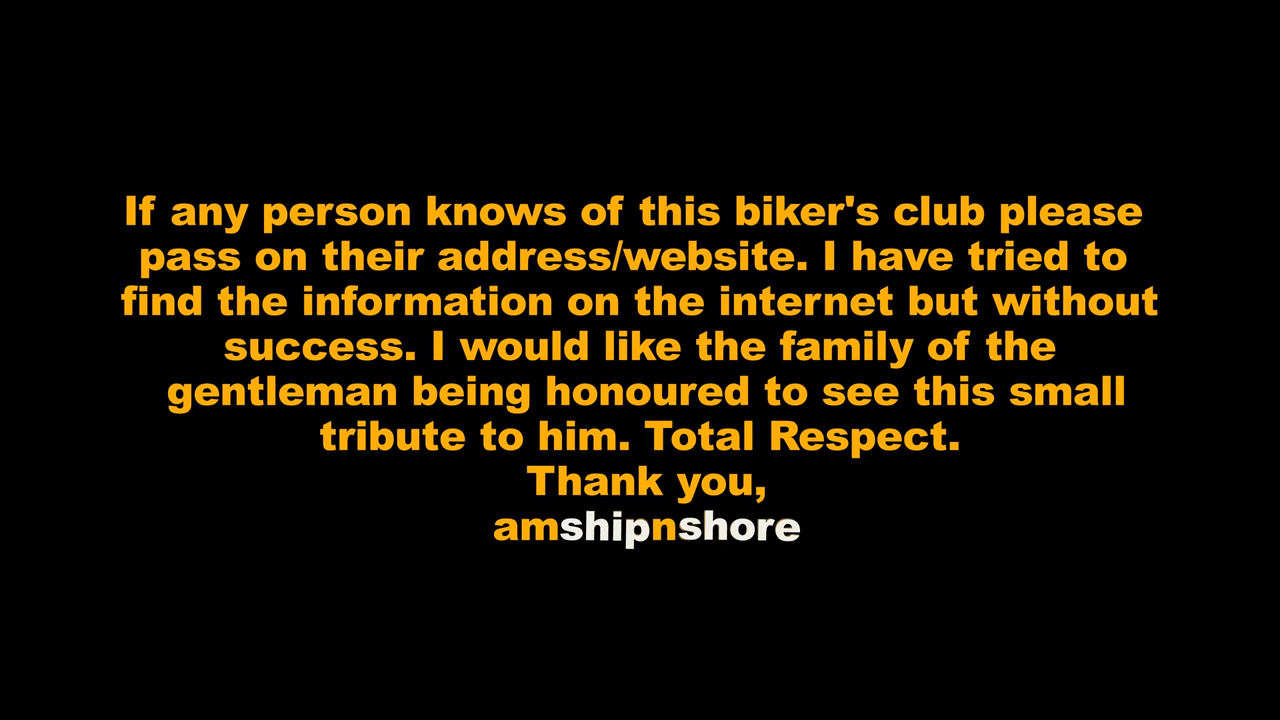 If any person knows of this biker's club please
pass on their address/website. I have tried to
find the information on the internet but without
success. I would like the family of the
gentleman being honoured to see this small
tribute to him. Total Respect.
Thank you,
amshipnshore